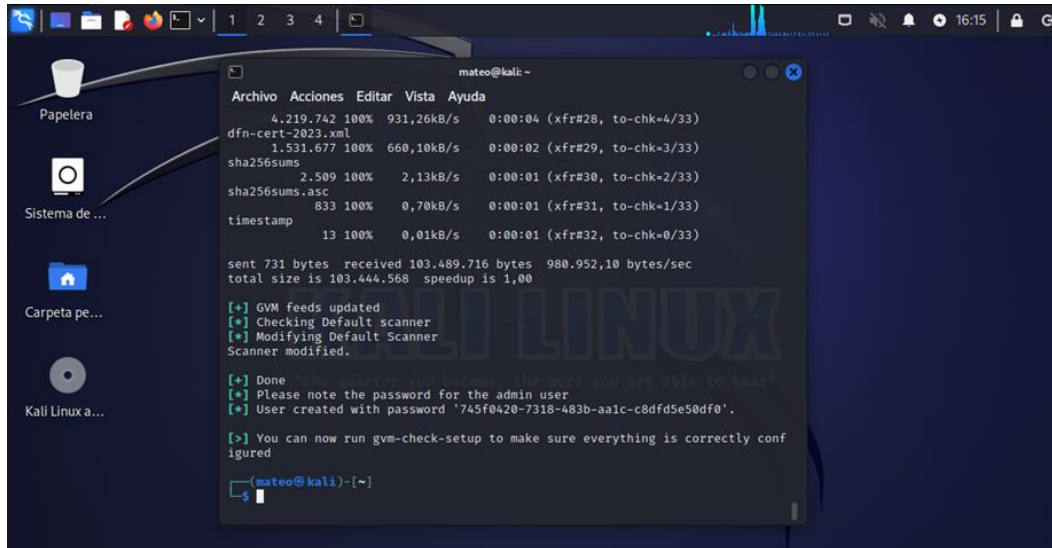 1 2 3 4
16:15
mateo@kali: ~
Archivo Acciones Editar Vista Ayuda
4.219.742 100% 931,26kB/s 0:00:04 (xfr#28, to-chk=4/33)
dfn-cert-2023.xml
1.531.677 100% 660,10kB/s 0:00:02 (xfr#29, to-chk=3/33)
sha256sums
2.509 100% 2,13kB/s 0:00:01 (xfr#30, to-chk=2/33)
sha256sums.asc
833 100% 0,70kB/s 0:00:01 (xfr#31, to-chk=1/33)
timestamp
13 100% 0,01kB/s 0:00:01 (xfr#32, to-chk=0/33)
sent 731 bytes received 103.489.716 bytes 980.952,10 bytes/sec
total size is 103.444.568 speedup is 1,00
[+] GVM feeds updated
[*] Checking Default scanner
[*] Modifying Default Scanner
Scanner modified.
[+] Done
[*] Please note the password for the admin user
[*] User created with password '745f0420-7318-483b-aa1c-c8dfd5e50df0'.
[>] You can now run gvm-check-setup to make sure everything is correctly conf
igured
(mateo㉿kali)-[~]
$
KALI LINUX
"the quieter you become, the more you are able to hear"
Papelera
Sistema de ...
Carpeta pe...
Kali Linux a...